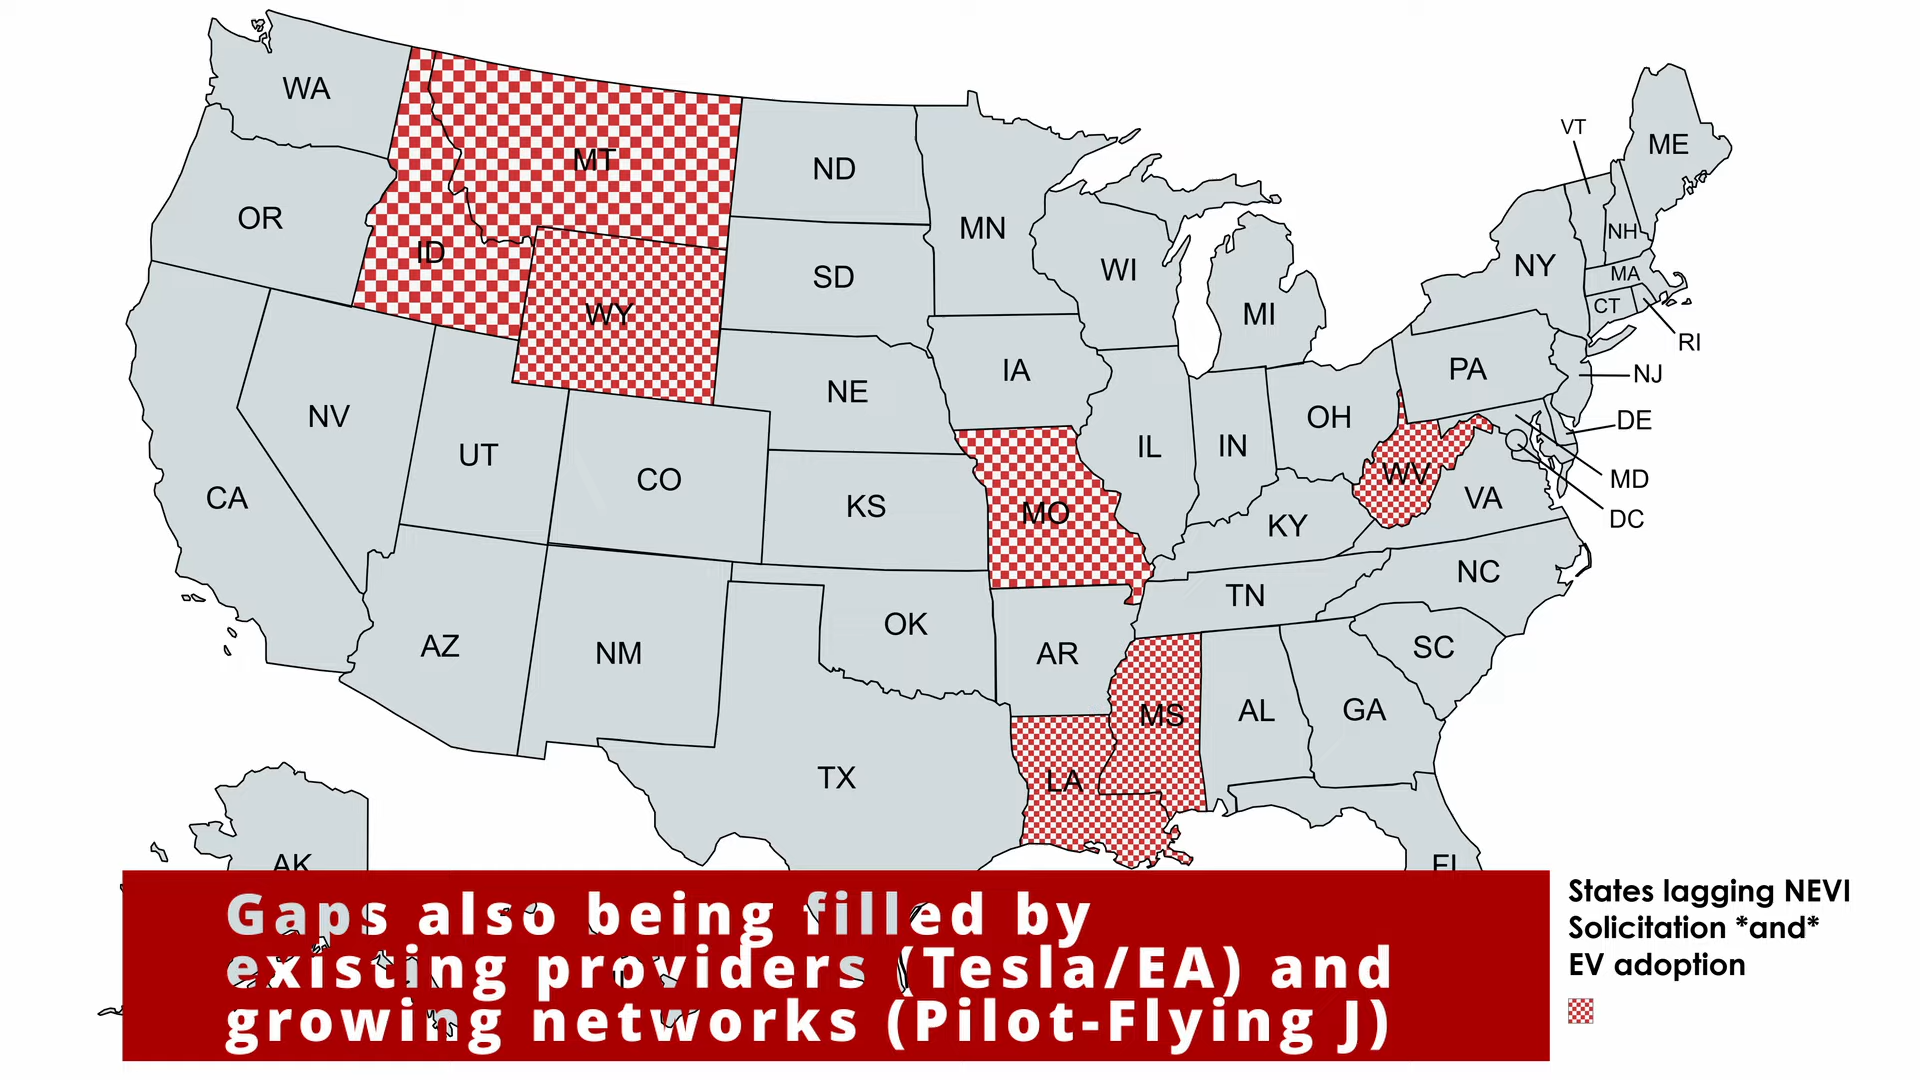 WA
OR
CA
NV
ID
MT
WY
UT
CO
AZ
NM
ND
SD
NE
KS
OK
TX
MN
IA
MO
AR
LA
WI
IL
MI
IN
OH
KY
TN
MS
AL
GA
SC
NC
VA
WV
PA
NY
VT
ME
NH
MA
CT
RI
NJ
DE
MD
DC
AK
FL
Gaps also being filled by
existing providers (Tesla/EA) and
growing networks (Pilot-Flying J)
States lagging NEVI
Solicitation *and*
EV adoption